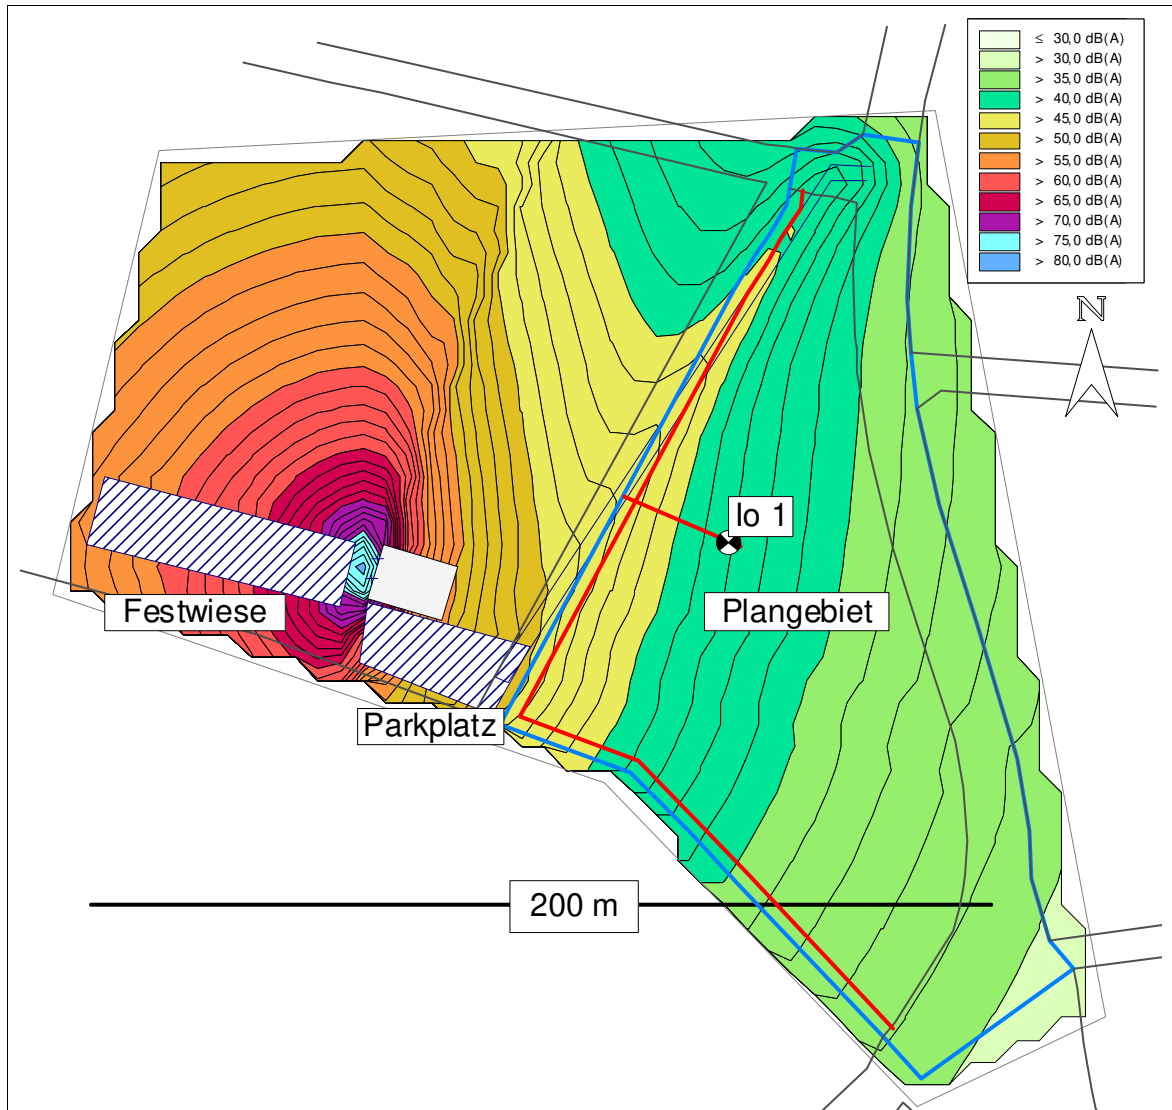 ≤ 30,0 dB(A)
> 30,0 dB(A)
> 35,0 dB(A)
> 40,0 dB(A)
> 45,0 dB(A)
> 50,0 dB(A)
> 55,0 dB(A)
> 60,0 dB(A)
> 65,0 dB(A)
> 70,0 dB(A)
> 75,0 dB(A)
> 80,0 dB(A)
N
Io 1
Festwiese
Plangebiet
Parkplatz
200 m